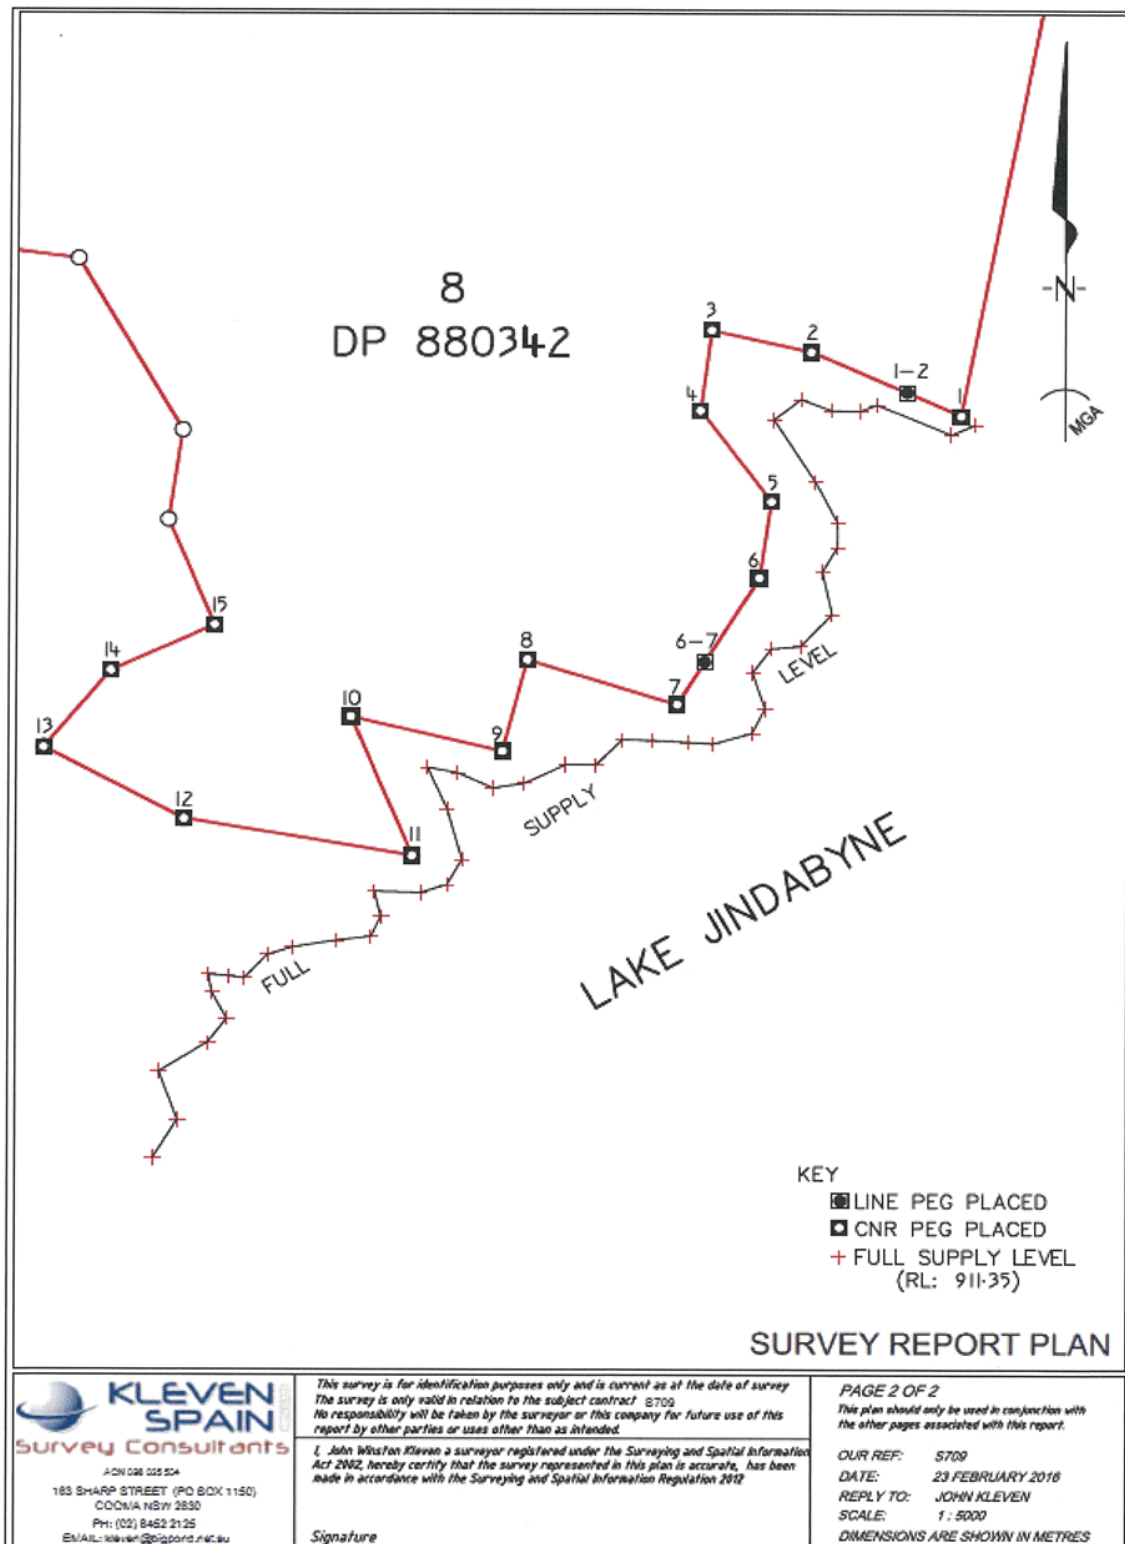 8
DP 880342
3
2
1-2
1
4
5
6
6-7
7
8
9
10
11
12
13
14
15
-N-
MGA
FULL
SUPPLY
LEVEL
LAKE JINDABYNE
KEY
LINE PEG PLACED
CNR PEG PLACED
FULL SUPPLY LEVEL
(RL: 911·35)
SURVEY REPORT PLAN
KLEVEN
SPAIN
Survey Consultants
183 SHARP STREET (PO BOX 1150)
COOMA NSW 2630
PH: (02) 6452 2125
EMAIL: kleven@bigpond.net.au
This survey is for identification purposes only and is current as at the date of survey
The survey is only valid in relation to the subject contract S709
No responsibility will be taken by the surveyor or this company for future use of this
report by other parties or uses other than as intended.
I, John Winston Kleven a surveyor registered under the Surveying and Spatial Information
Act 2002, hereby certify that the survey represented in this plan is accurate, has been
made in accordance with the Surveying and Spatial Information Regulation 2012
Signature
PAGE 2 OF 2
This plan should only be used in conjunction with
the other pages associated with this report.
OUR REF: S709
DATE: 23 FEBRUARY 2016
REPLY TO: JOHN KLEVEN
SCALE: 1 : 5000
DIMENSIONS ARE SHOWN IN METRES